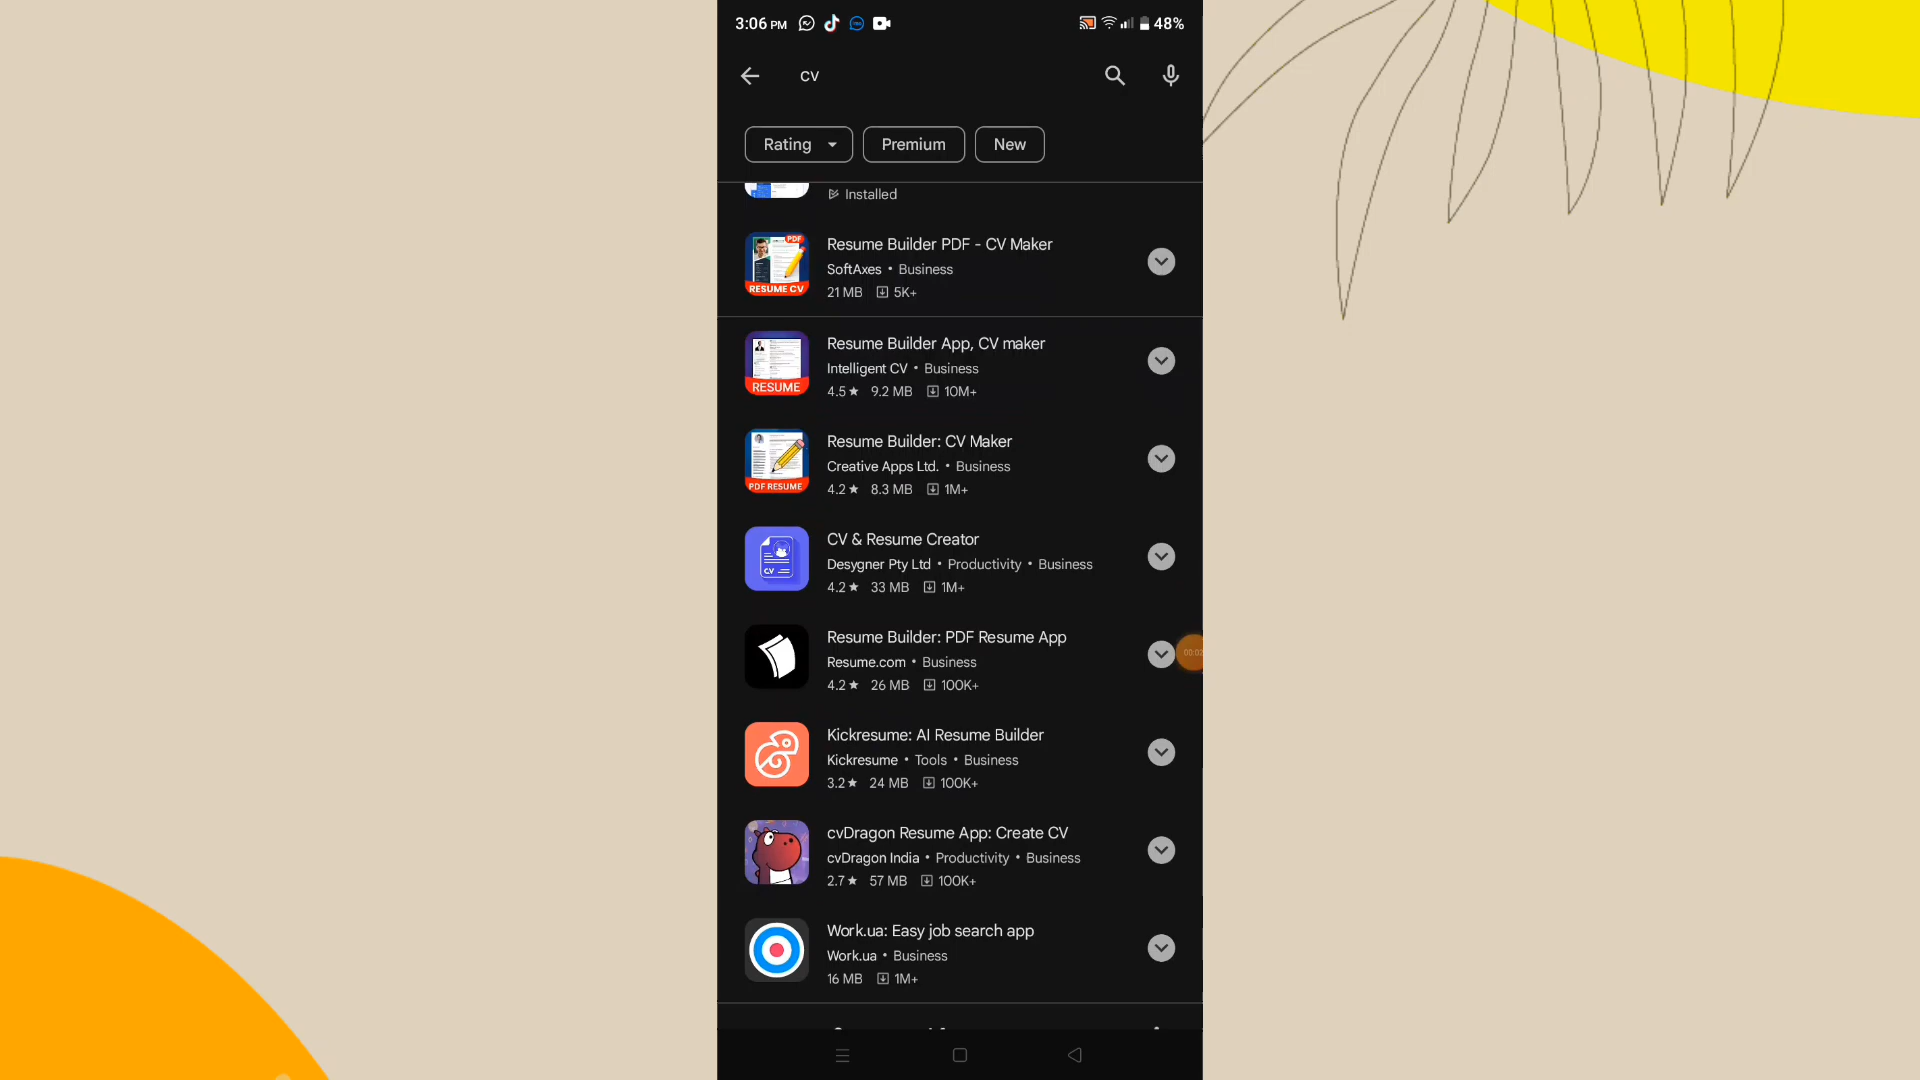 3:06 PM
48%
CV
Rating
Premium
New
Installed
Resume Builder PDF - CV Maker
SoftAxes • Business
21 MB 5K+
PDF
RESUME CV
Resume Builder App, CV maker
Intelligent CV • Business
4.5★ 9.2 MB 10M+
RESUME
Resume Builder: CV Maker
Creative Apps Ltd. • Business
4.2★ 8.3 MB 1M+
PDF RESUME
CV & Resume Creator
Desygner Pty Ltd • Productivity • Business
4.2★ 33 MB 1M+
CV
Resume Builder: PDF Resume App
Resume.com • Business
4.2★ 26 MB 100K+
Kickresume: AI Resume Builder
Kickresume • Tools • Business
3.2★ 24 MB 100K+
cvDragon Resume App: Create CV
cvDragon India • Productivity • Business
2.7★ 57 MB 100K+
Work.ua: Easy job search app
Work.ua • Business
16 MB 1M+